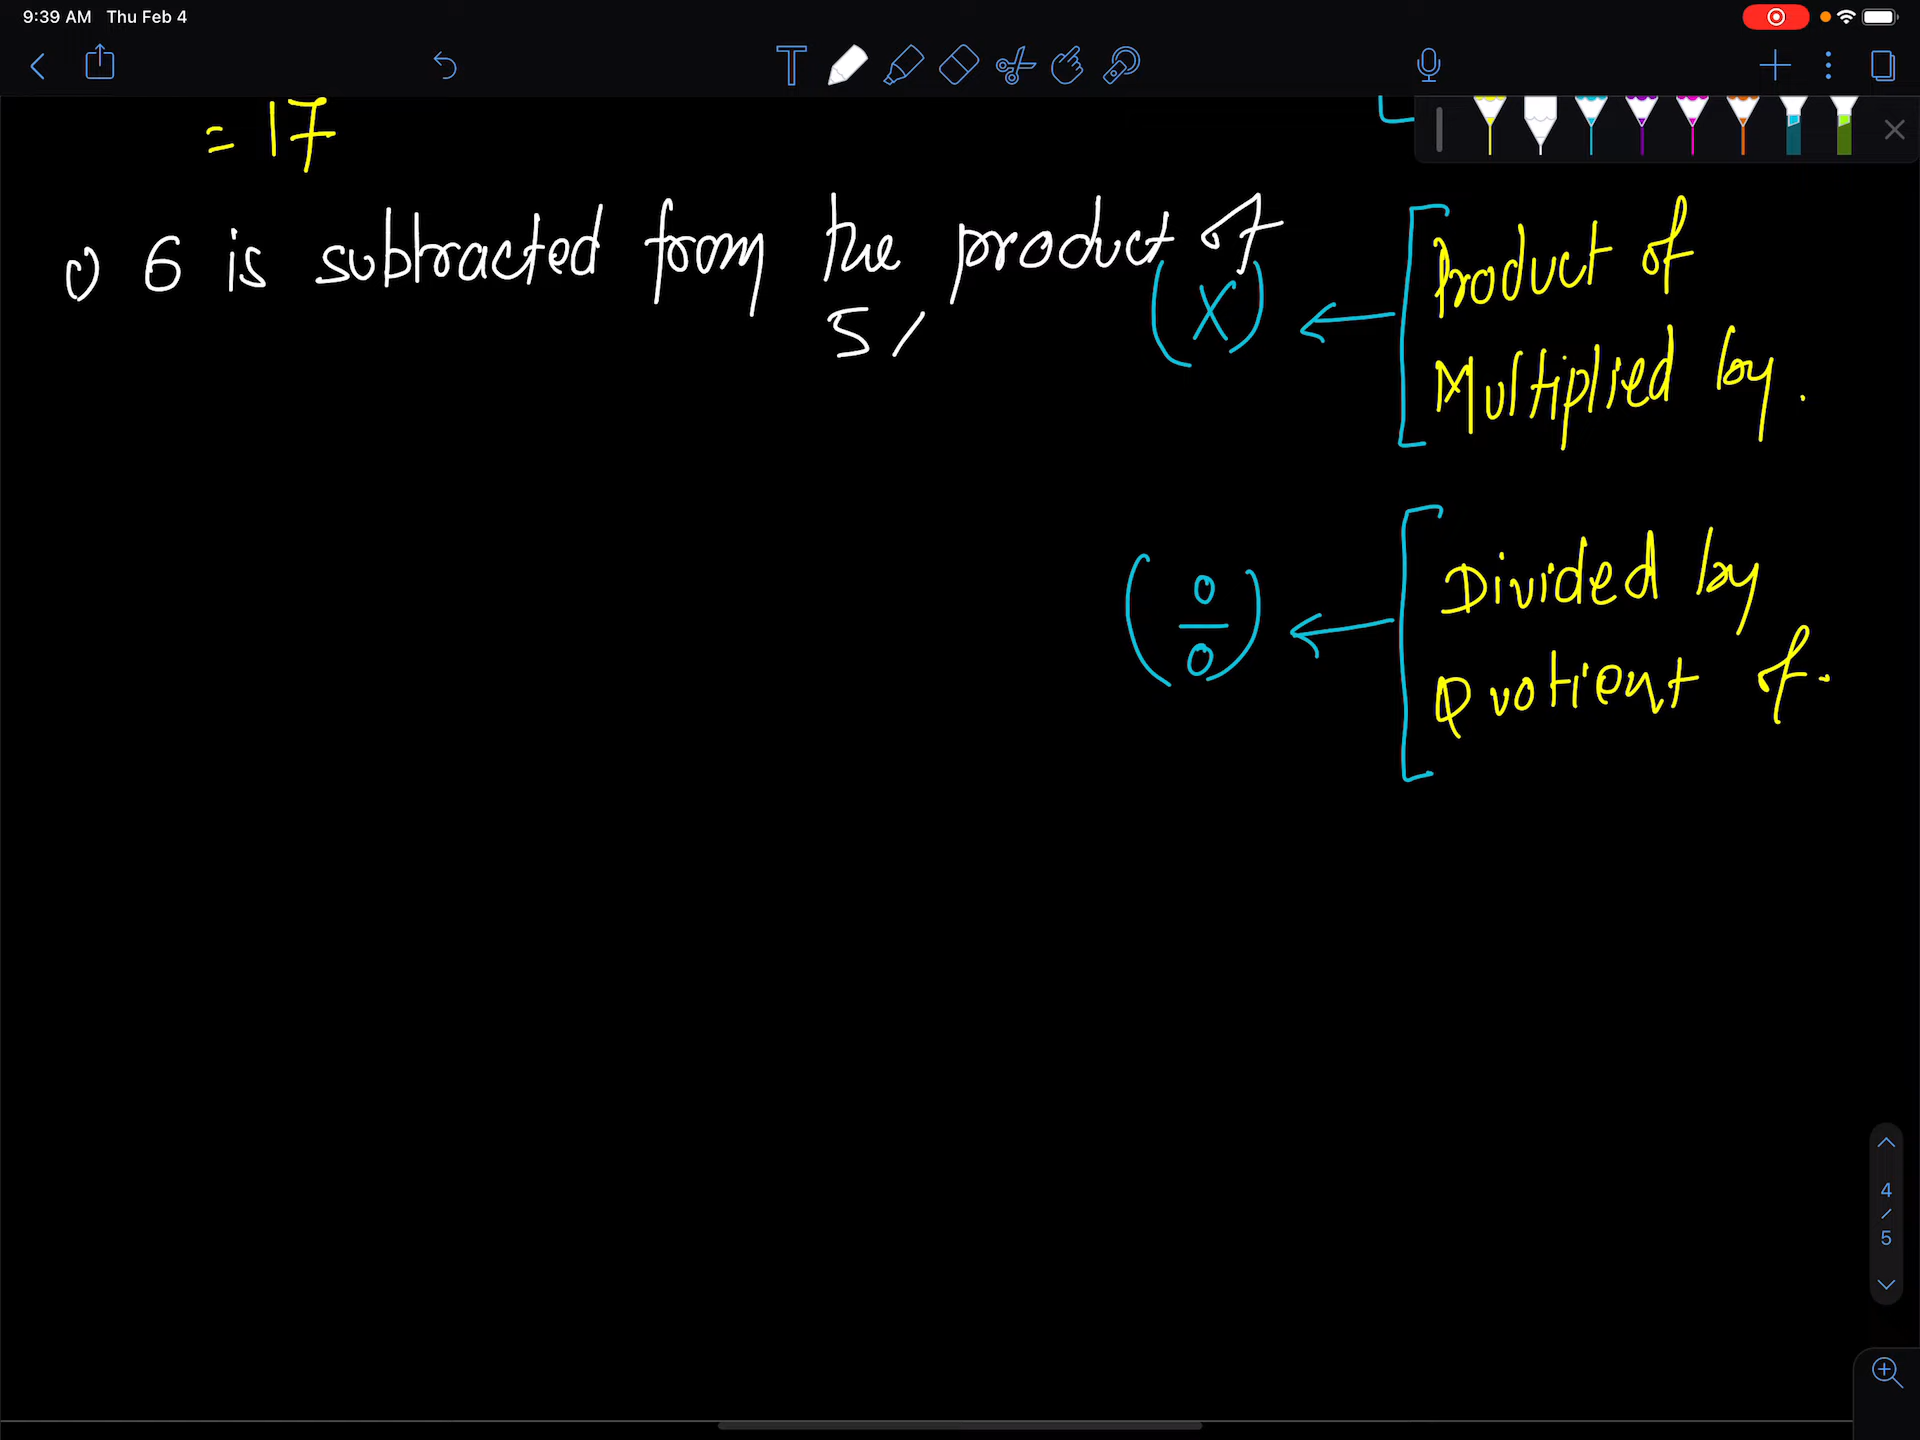 9:39 AM Thu Feb 4
= 17
c) 6 is subtracted from the product of
5 /
(X)
Product of
Multiplied by.
(0/0)
Divided by
Quotient of.
4
/
5